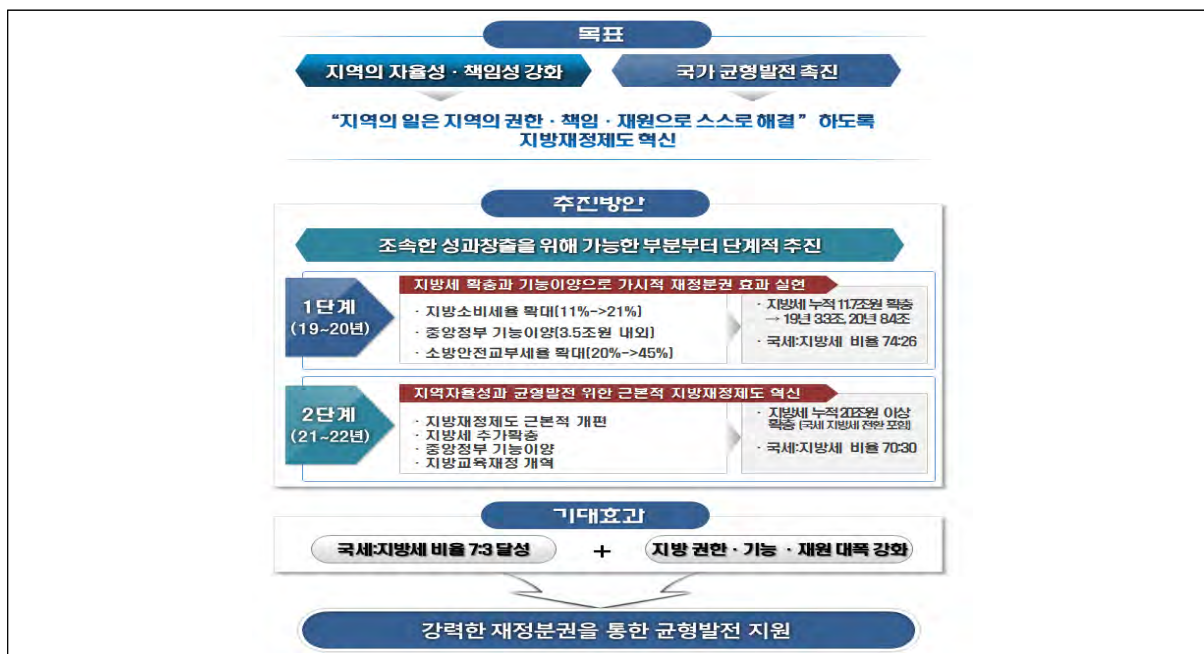 목표
지역의 자율성 · 책임성 강화
국가 균형발전 촉진
“지역의 일은 지역의 권한 · 책임 · 재원으로 스스로 해결” 하도록
지방재정제도 혁신
추진방안
조속한 성과창출을 위해 가능한 부분부터 단계적 추진
1단계
(19~20년)
지방세 확충과 기능이양으로 가시적 재정분권 효과 실현
· 지방소비세율 확대(11%->21%)
· 중앙정부 기능이양(3.5조원 내외)
· 소방안전교부세율 확대(20%->45%)
· 지방세 누적 11.7조원 확충
→ 19년 3.3조, 20년 8.4조
· 국세:지방세 비율 74:26
2단계
(21~22년)
지역자율성과 균형발전 위한 근본적 지방재정제도 혁신
· 지방재정제도 근본적 개편
· 지방세 추가확충
· 중앙정부 기능이양
· 지방교육재정 개혁
· 지방세 누적20조원 이상
확충 (국세 지방세 전환 포함)
· 국세:지방세 비율 70:30
기대효과
국세:지방세 비율 7:3 달성
+
지방 권한 · 기능 · 재원 대폭 강화
강력한 재정분권을 통한 균형발전 지원